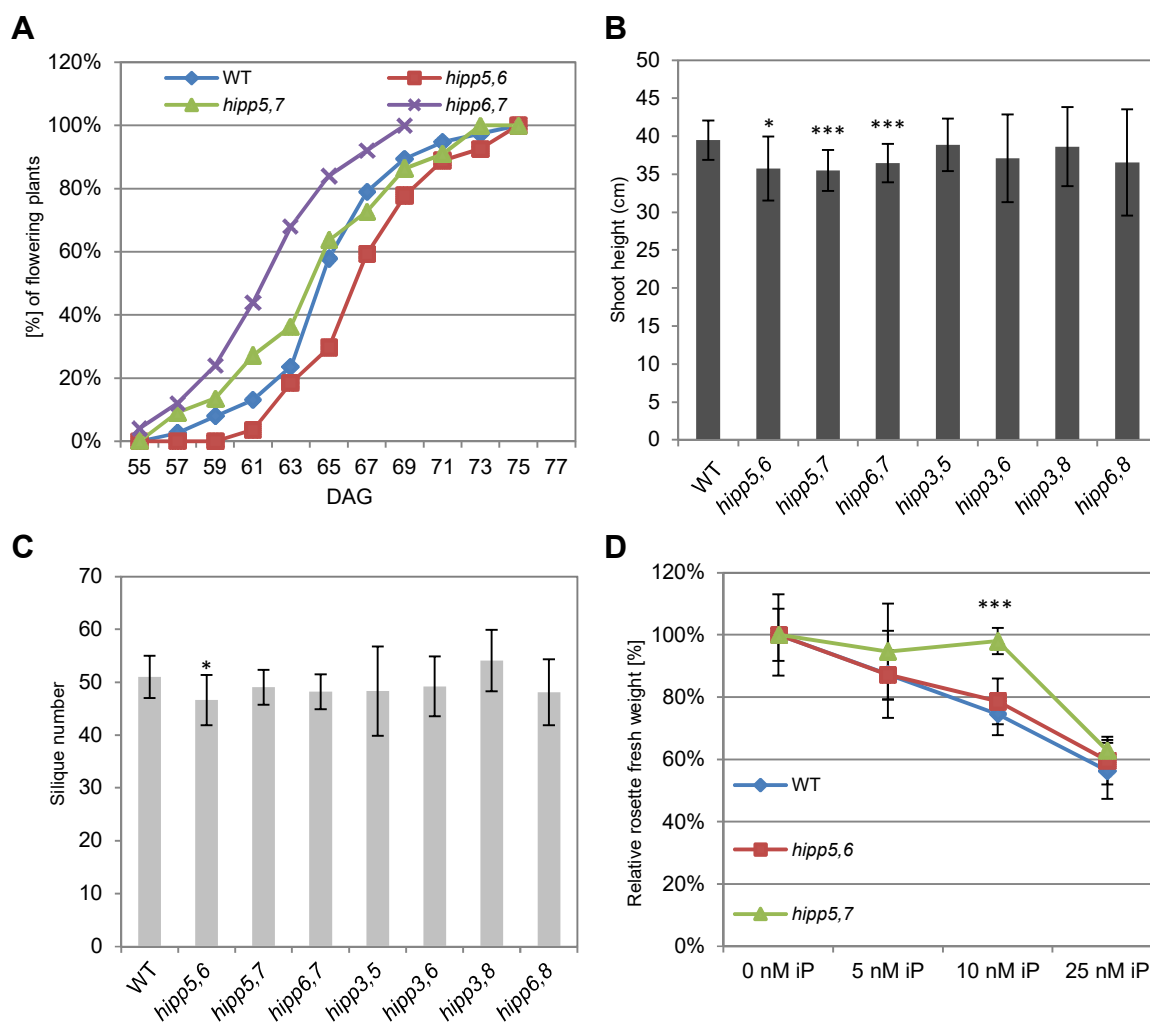 A
120%
100%
80%
60%
40%
20%
0%
[%] of flowering plants
WT
hipp5,6
hipp5,7
hipp6,7
55 57 59 61 63 65 67 69 71 73 75 77
DAG
B
50
45
40
35
30
25
20
15
10
5
0
Shoot height (cm)
* *** ***
WT hipp5,6 hipp5,7 hipp6,7 hipp3,5 hipp3,6 hipp3,8 hipp6,8
C
70
60
50
40
30
20
10
0
Silique number
*
WT hipp5,6 hipp5,7 hipp6,7 hipp3,5 hipp3,6 hipp3,8 hipp6,8
D
120%
100%
80%
60%
40%
20%
0%
Relative rosette fresh weight [%]
***
WT
hipp5,6
hipp5,7
0 nM iP 5 nM iP 10 nM iP 25 nM iP